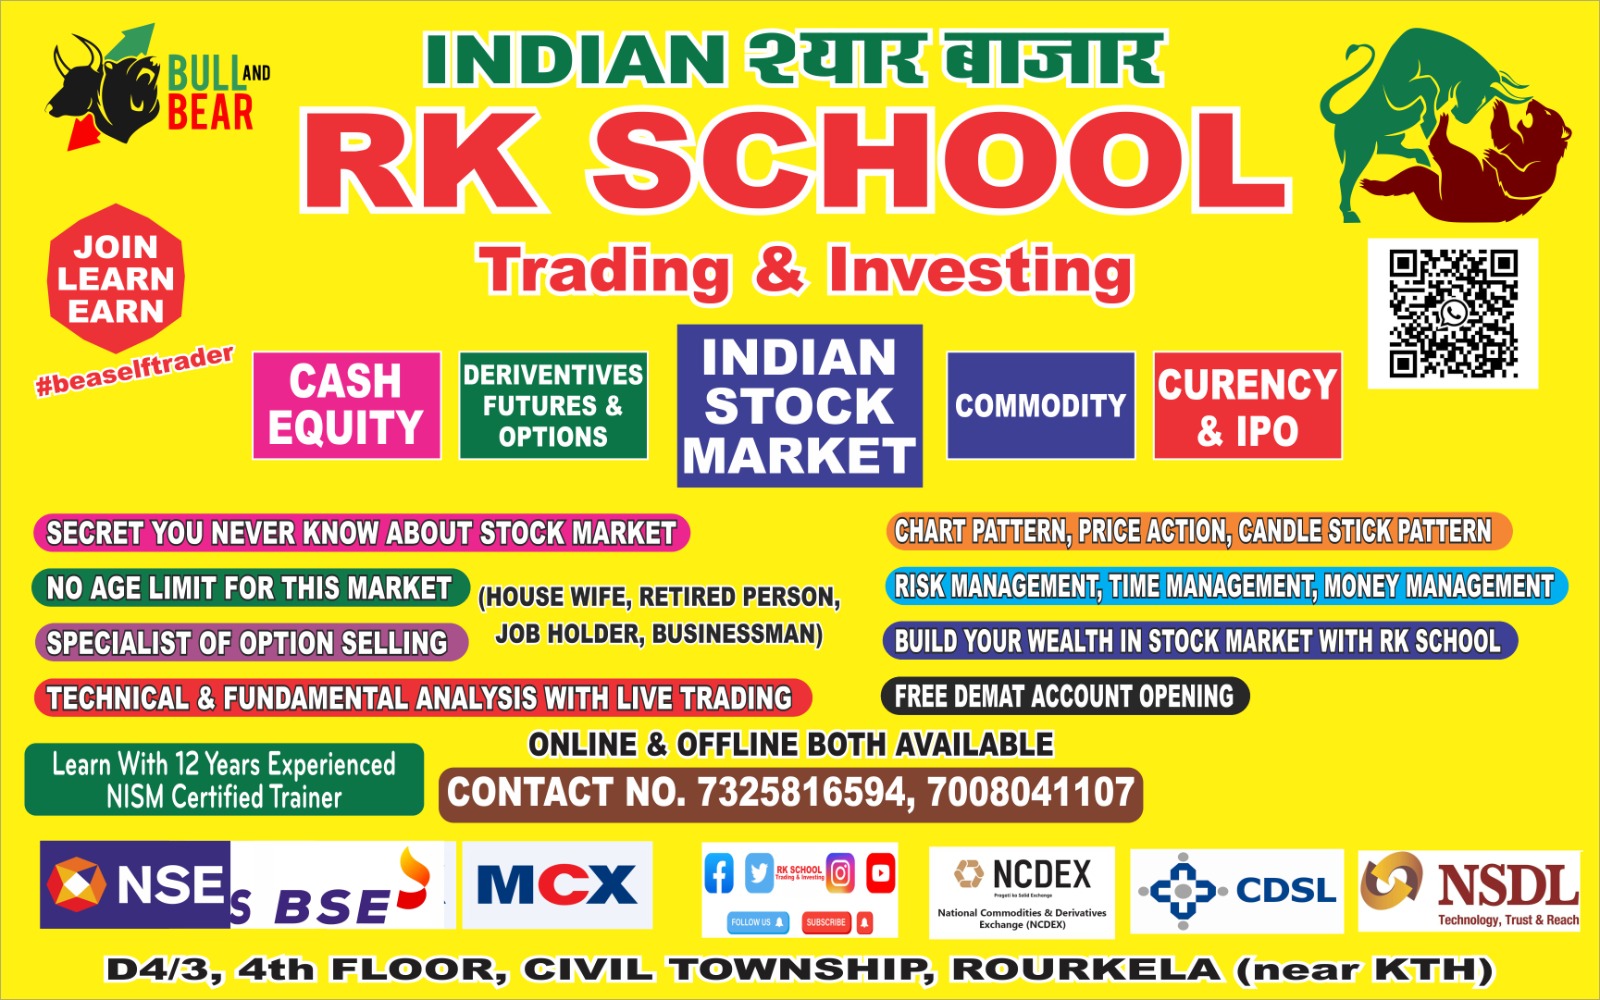 BULL AND
BEAR
INDIAN श्यार बाजार
RK SCHOOL
Trading & Investing
JOIN
LEARN
EARN
#beaselftrader
CASH
EQUITY
DERIVENTIVES
FUTURES &
OPTIONS
INDIAN
STOCK
MARKET
COMMODITY
CURENCY
& IPO
SECRET YOU NEVER KNOW ABOUT STOCK MARKET
NO AGE LIMIT FOR THIS MARKET
(HOUSE WIFE, RETIRED PERSON,
JOB HOLDER, BUSINESSMAN)
SPECIALIST OF OPTION SELLING
TECHNICAL & FUNDAMENTAL ANALYSIS WITH LIVE TRADING
CHART PATTERN, PRICE ACTION, CANDLE STICK PATTERN
RISK MANAGEMENT, TIME MANAGEMENT, MONEY MANAGEMENT
BUILD YOUR WEALTH IN STOCK MARKET WITH RK SCHOOL
FREE DEMAT ACCOUNT OPENING
ONLINE & OFFLINE BOTH AVAILABLE
Learn With 12 Years Experienced
NISM Certified Trainer
CONTACT NO. 7325816594, 7008041107
NSE
S BSE
MCX
RK SCHOOL
Trading & Investing
FOLLOW US
SUBSCRIBE
NCDEX
Pragati ka Solid Exchange
National Commodities & Derivatives
Exchange (NCDEX)
CDSL
NSDL
Technology, Trust & Reach
D4/3, 4th FLOOR, CIVIL TOWNSHIP, ROURKELA (near KTH)